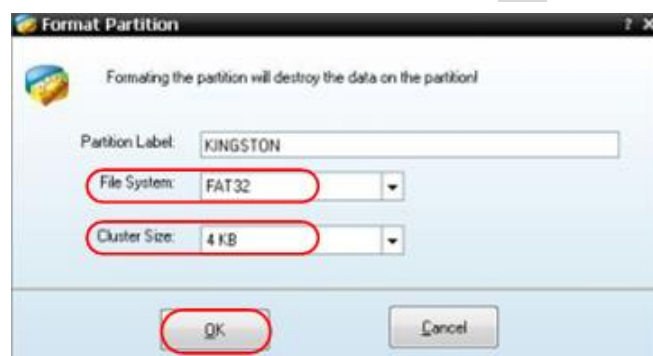 Format Partition ? X
Formating the partition will destroy the data on the partition!
Partition Label: KINGSTON
File System: FAT32
Cluster Size: 4 KB
OK Cancel